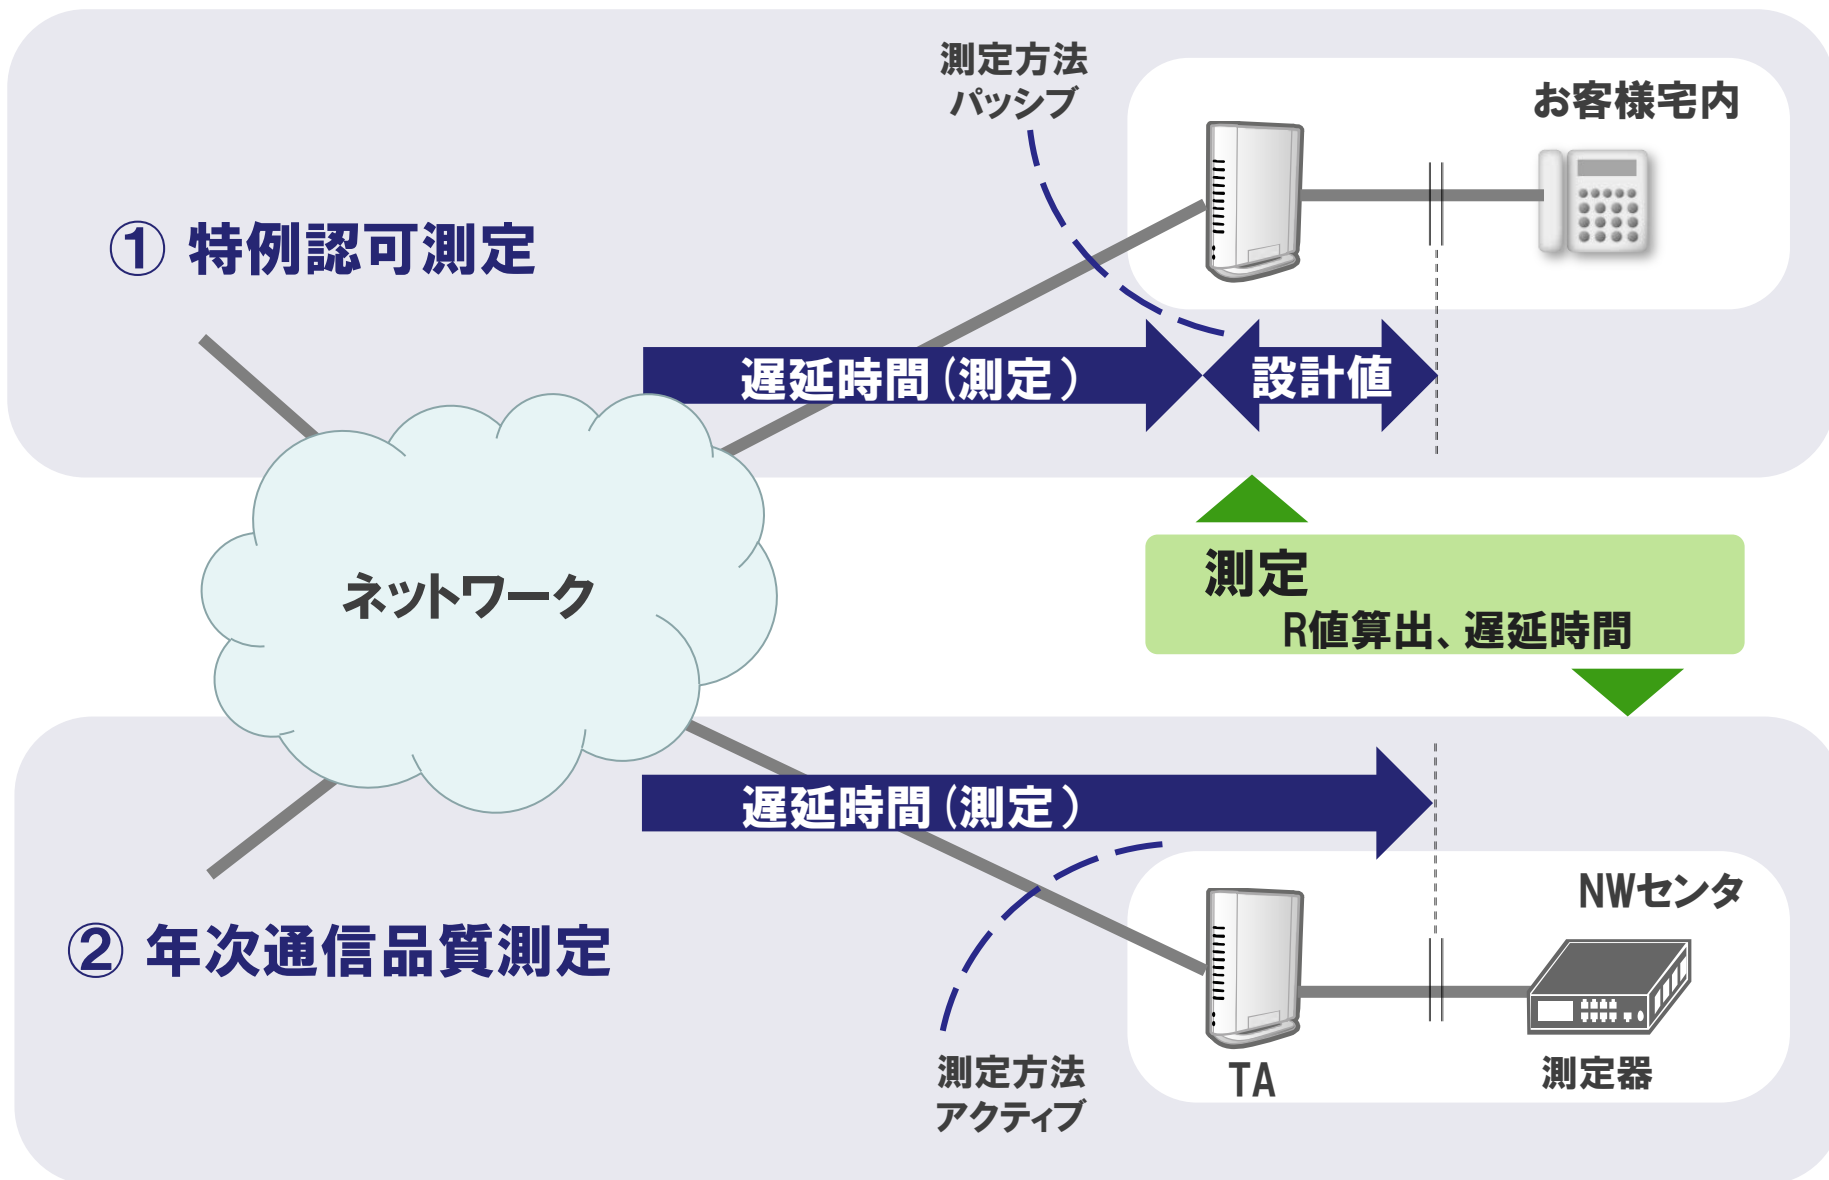 測定方法
パッシブ
お客様宅内
① 特例認可測定
遅延時間(測定)
設計値
ネットワーク
測定
R値算出、遅延時間
遅延時間(測定)
NWセンタ
② 年次通信品質測定
測定方法
アクティブ
TA
測定器